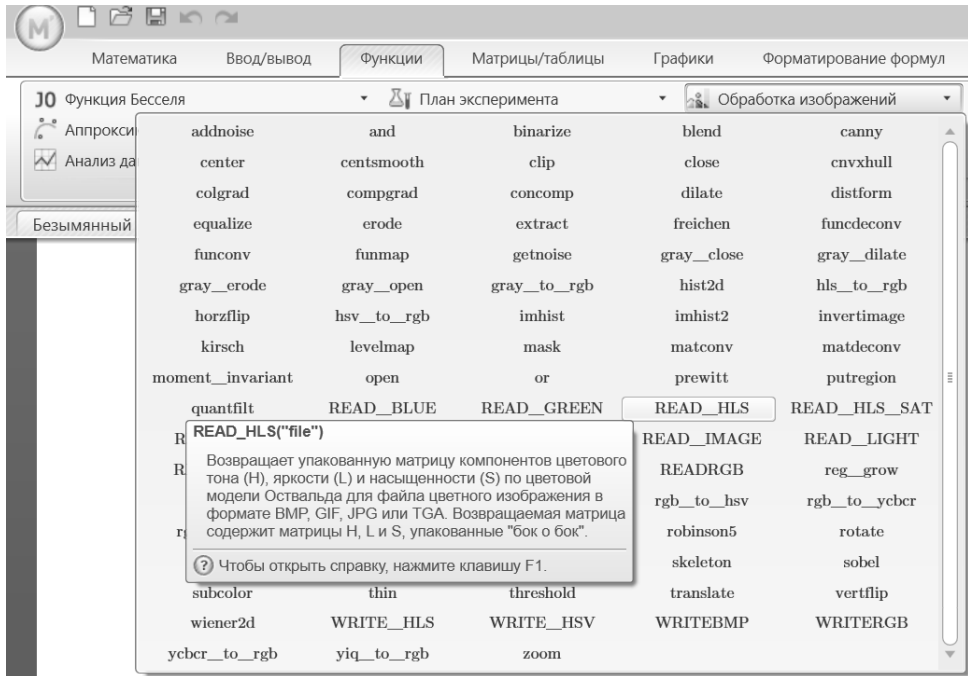 Математика Ввод/вывод Функции Матрицы/таблицы Графики Форматирование формул
J0 Функция Бесселя План эксперимента Обработка изображений
Аппрокси
Анализ да
Безымянный
addnoise and binarize blend canny
center centsmooth clip close cnvxhull
colgrad compgrad concomp dilate distform
equalize erode extract freichen funcdeconv
funconv funmap getnoise gray_close gray_dilate
gray_erode gray_open gray_to_rgb hist2d hls_to_rgb
horzflip hsv_to_rgb imhist imhist2 invertimage
kirsch levelmap mask matconv matdeconv
moment_invariant open or prewitt putregion
quantfilt READ_BLUE READ_GREEN READ_HLS READ_HLS_SAT
READ_IMAGE READ_LIGHT
READRGB reg_grow
rgb_to_hsv rgb_to_ycbcr
robinson5 rotate
skeleton sobel
READ_HLS("file")
Возвращает упакованную матрицу компонентов цветового
тона (H), яркости (L) и насыщенности (S) по цветовой
модели Оствальда для файла цветного изображения в
формате BMP, GIF, JPG или TGA. Возвращаемая матрица
содержит матрицы H, L и S, упакованные "бок о бок".
? Чтобы открыть справку, нажмите клавишу F1.
subcolor thin threshold translate vertflip
wiener2d WRITE_HLS WRITE_HSV WRITEBMP WRITERGB
ycbcr_to_rgb yiq_to_rgb zoom